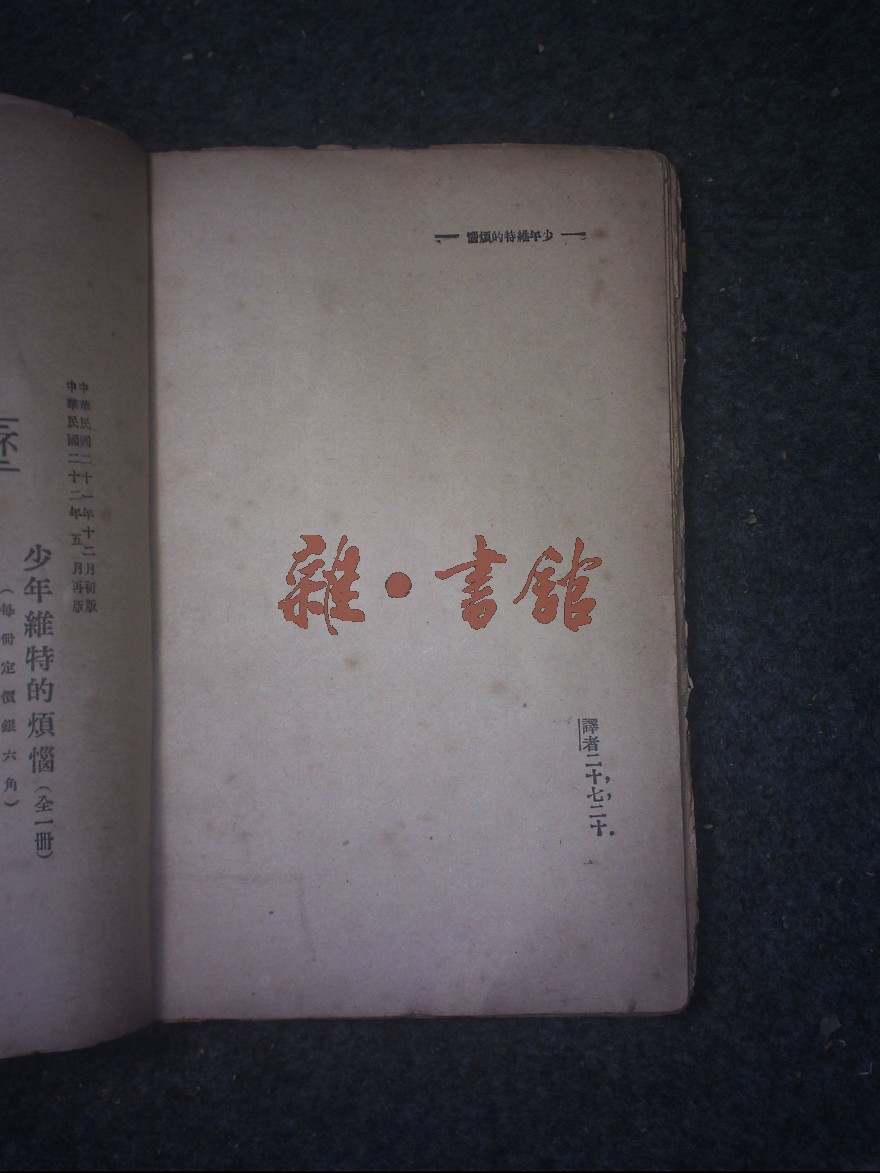 少年維特的煩惱
譯者二十，七二十．
雜·書館
中華民國二十一年十二月初版
中華民國二十二年五月再版
少年維特的煩惱（全一冊）
（每冊定價銀六角）